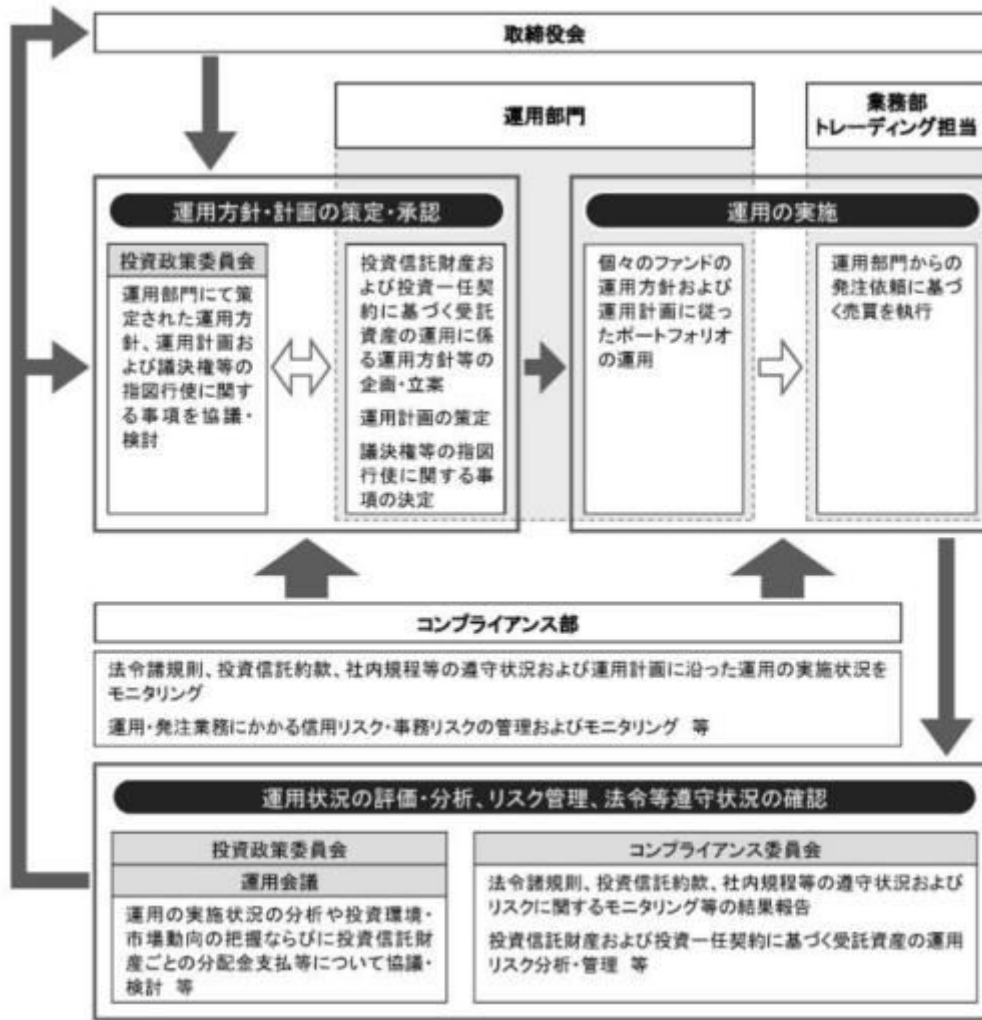 取締役会
運用部門
業務部
トレーディング担当
運用方針・計画の策定・承認
投資政策委員会
運用部門にて策
定された運用方
針、運用計画お
よび議決権等の
指図行使に関す
る事項を協議・
検討
投資信託財産お
よび投資一任契
約に基づく受託
資産の運用に係
る運用方針等の
企画・立案
運用計画の策定
議決権等の指図
行使に関する事
項の決定
運用の実施
個々のファンドの
運用方針および
運用計画に従っ
たポートフォリオ
の運用
運用部門からの
発注依頼に基づ
く売買を執行
コンプライアンス部
法令諸規則、投資信託約款、社内規程等の遵守状況および運用計画に沿った運用の実施状況を
モニタリング
運用・発注業務にかかる信用リスク・事務リスクの管理およびモニタリング 等
運用状況の評価・分析、リスク管理、法令等遵守状況の確認
投資政策委員会
運用会議
運用の実施状況の分析や投資環境・
市場動向の把握ならびに投資信託財
産ごとの分配金支払等について協議・
検討 等
コンプライアンス委員会
法令諸規則、投資信託約款、社内規程等の遵守状況および
リスクに関するモニタリング等の結果報告
投資信託財産および投資一任契約に基づく受託資産の運用
リスク分析・管理 等